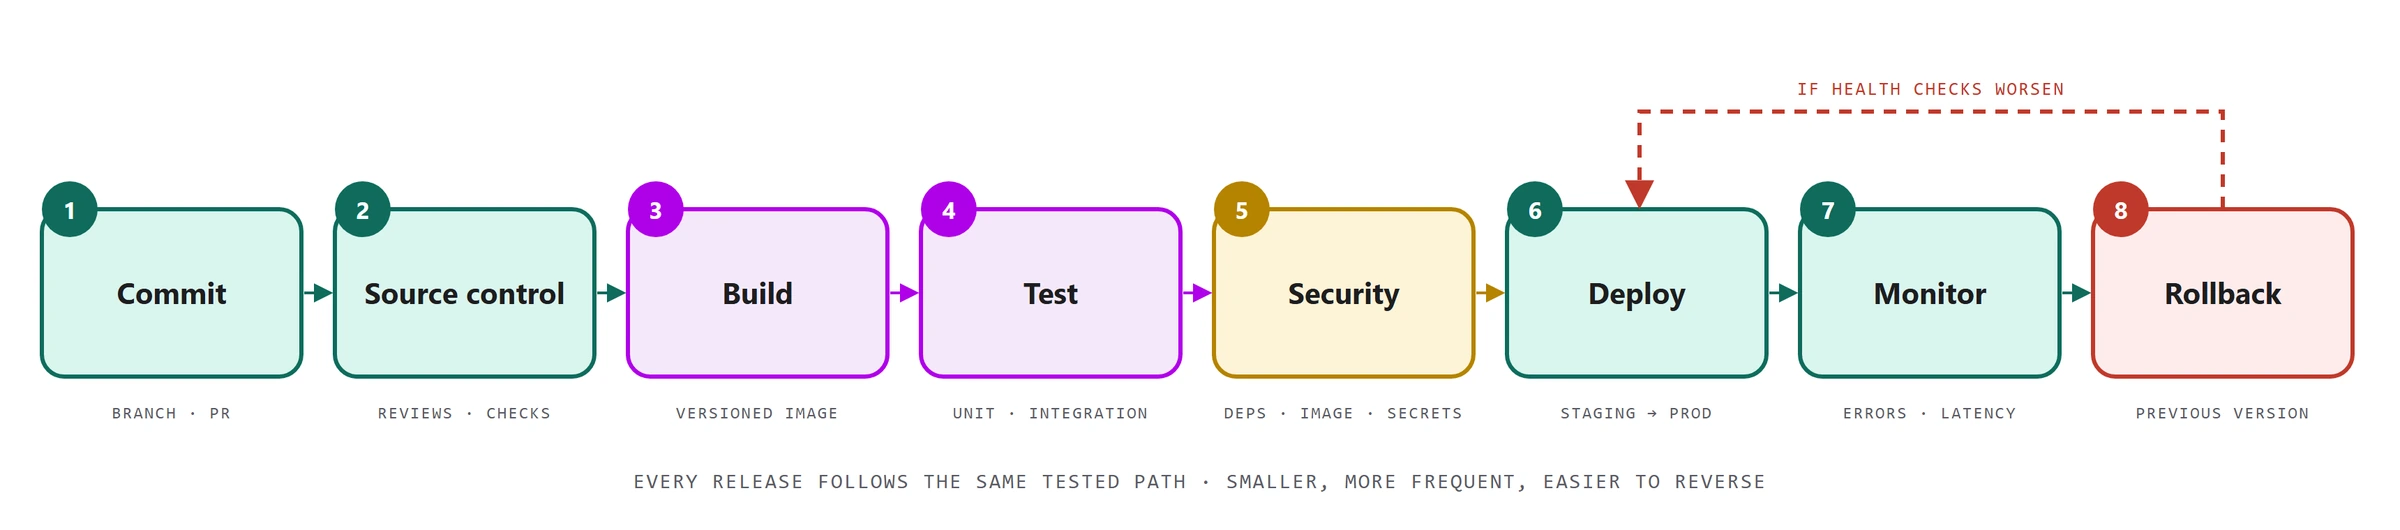 IF HEALTH CHECKS WORSEN
1
Commit
BRANCH · PR
2
Source control
REVIEWS · CHECKS
3
Build
VERSIONED IMAGE
4
Test
UNIT · INTEGRATION
5
Security
DEPS · IMAGE · SECRETS
6
Deploy
STAGING → PROD
7
Monitor
ERRORS · LATENCY
8
Rollback
PREVIOUS VERSION
EVERY RELEASE FOLLOWS THE SAME TESTED PATH · SMALLER, MORE FREQUENT, EASIER TO REVERSE